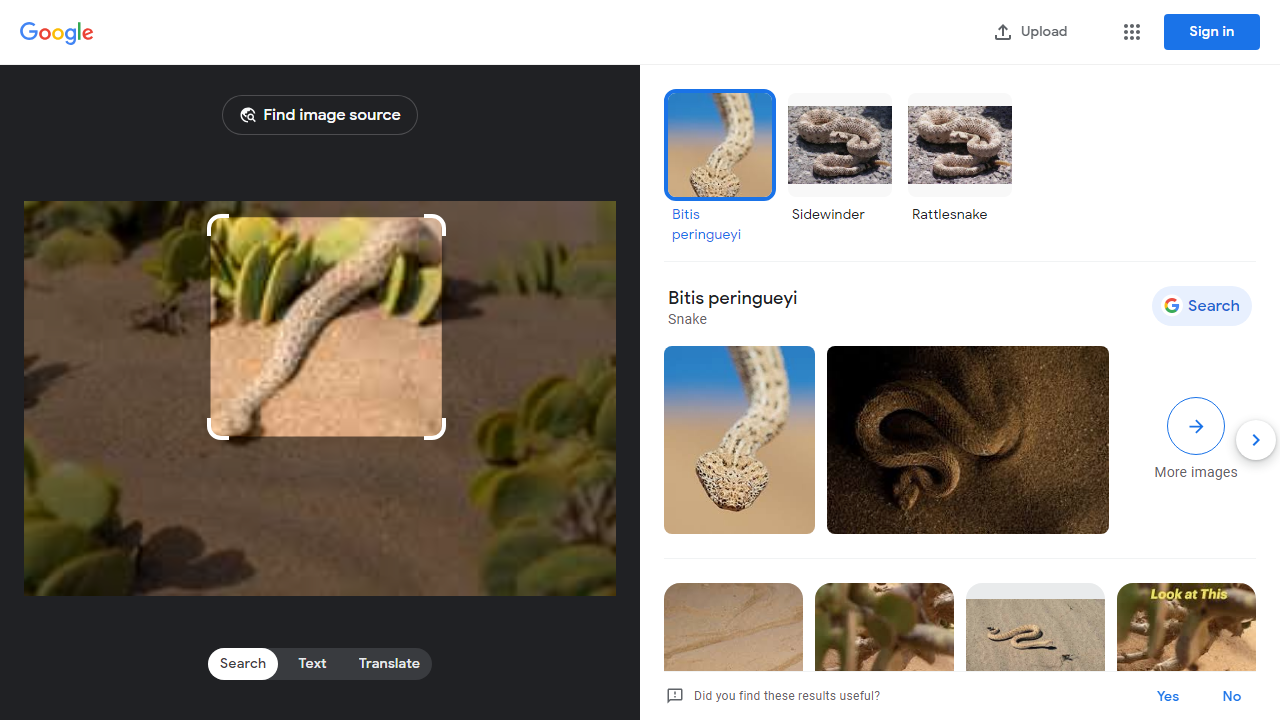 Google
Upload
Sign in
Find image source
Bitis
peringueyi
Sidewinder
Rattlesnake
Bitis peringueyi
Snake
Search
More images
Look at This
Search
Text
Translate
Did you find these results useful?
Yes
No